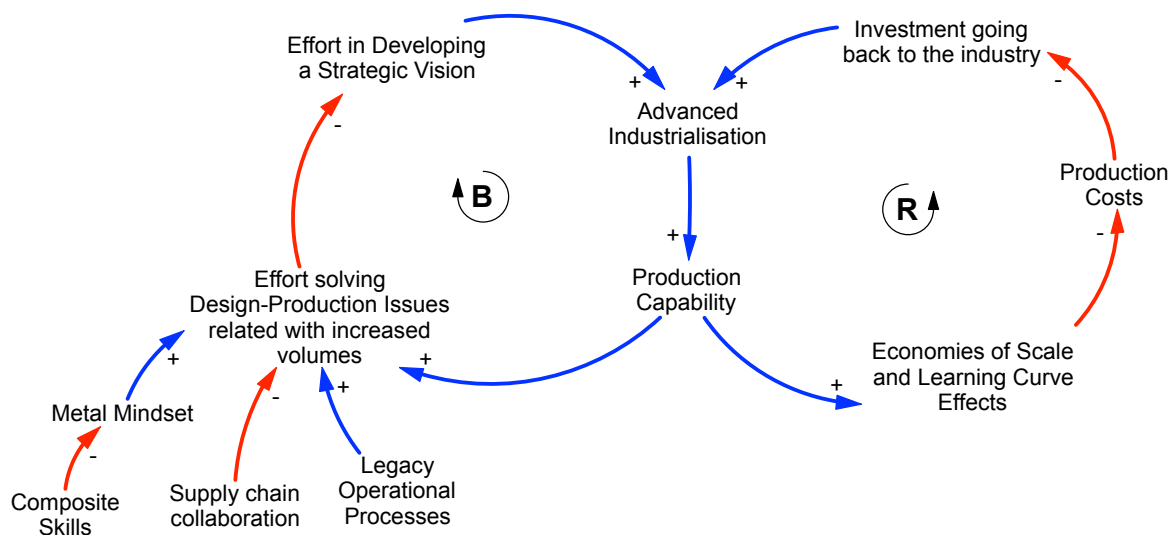 Effort in Developing
a Strategic Vision
Investment going
back to the industry
+
+
-
-
Advanced
Industrialisation
Production
Costs
B
R
-
+
Effort solving
Design-Production Issues
related with increased
volumes
Production
Capability
+
+
-
+
+
Economies of Scale
and Learning Curve
Effects
Metal Mindset
-
Composite
Skills
Supply chain
collaboration
Legacy
Operational
Processes